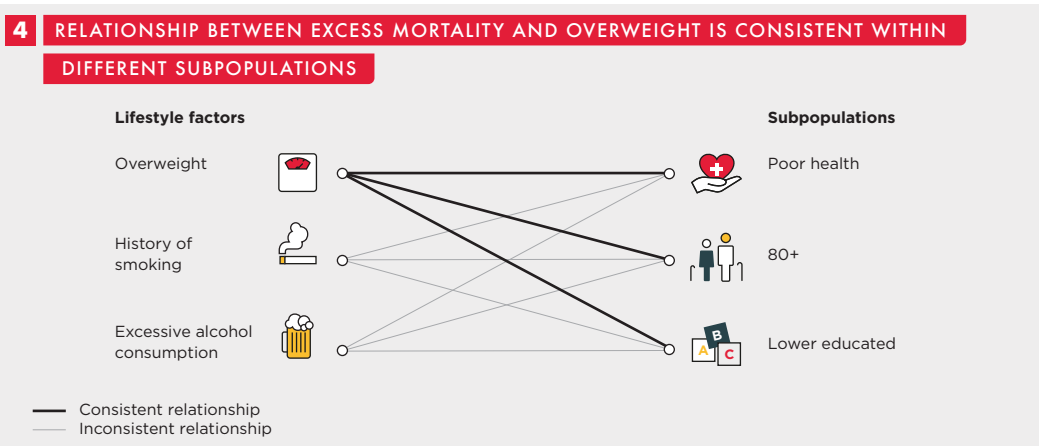 4
RELATIONSHIP BETWEEN EXCESS MORTALITY AND OVERWEIGHT IS CONSISTENT WITHIN
DIFFERENT SUBPOPULATIONS
Lifestyle factors
Subpopulations
Overweight
Poor health
History of
smoking
80+
Excessive alcohol
consumption
A
B
C
Lower educated
Consistent relationship
Inconsistent relationship